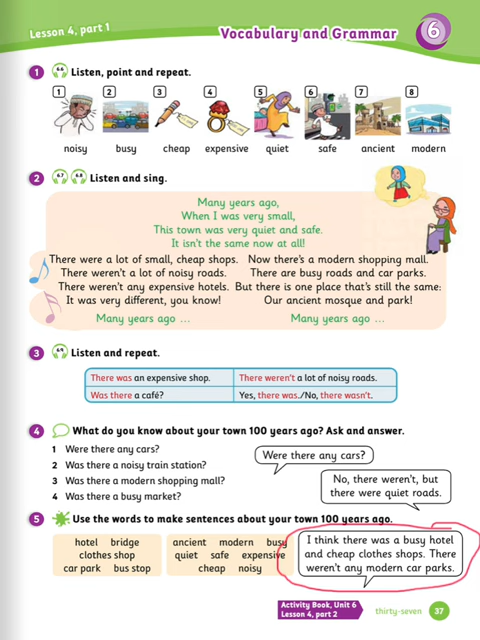 Lesson 4, part 1
Vocabulary and Grammar
6
1 6.6 Listen, point and repeat.
1 2 3 4 5 6 7 8
noisy busy cheap expensive quiet safe ancient modern
2 6.7 6.8 Listen and sing.
Many years ago,
When I was very small,
This town was very quiet and safe.
It isn't the same now at all!
There were a lot of small, cheap shops.
There weren't a lot of noisy roads.
There weren't any expensive hotels.
It was very different, you know!
Many years ago ...
Now there's a modern shopping mall.
There are busy roads and car parks.
But there is one place that's still the same:
Our ancient mosque and park!
Many years ago ...
3 6.9 Listen and repeat.
There was an expensive shop.
There weren't a lot of noisy roads.
Was there a café?
Yes, there was./No, there wasn't.
4 What do you know about your town 100 years ago? Ask and answer.
1 Were there any cars?
2 Was there a noisy train station?
3 Was there a modern shopping mall?
4 Was there a busy market?
Were there any cars?
No, there weren't, but
there were quiet roads.
5 Use the words to make sentences about your town 100 years ago.
hotel bridge
clothes shop
car park bus stop
ancient modern busy
quiet safe expensive
cheap noisy
I think there was a busy hotel
and cheap clothes shops. There
weren't any modern car parks.
Activity Book, Unit 6
Lesson 4, part 2
thirty-seven 37